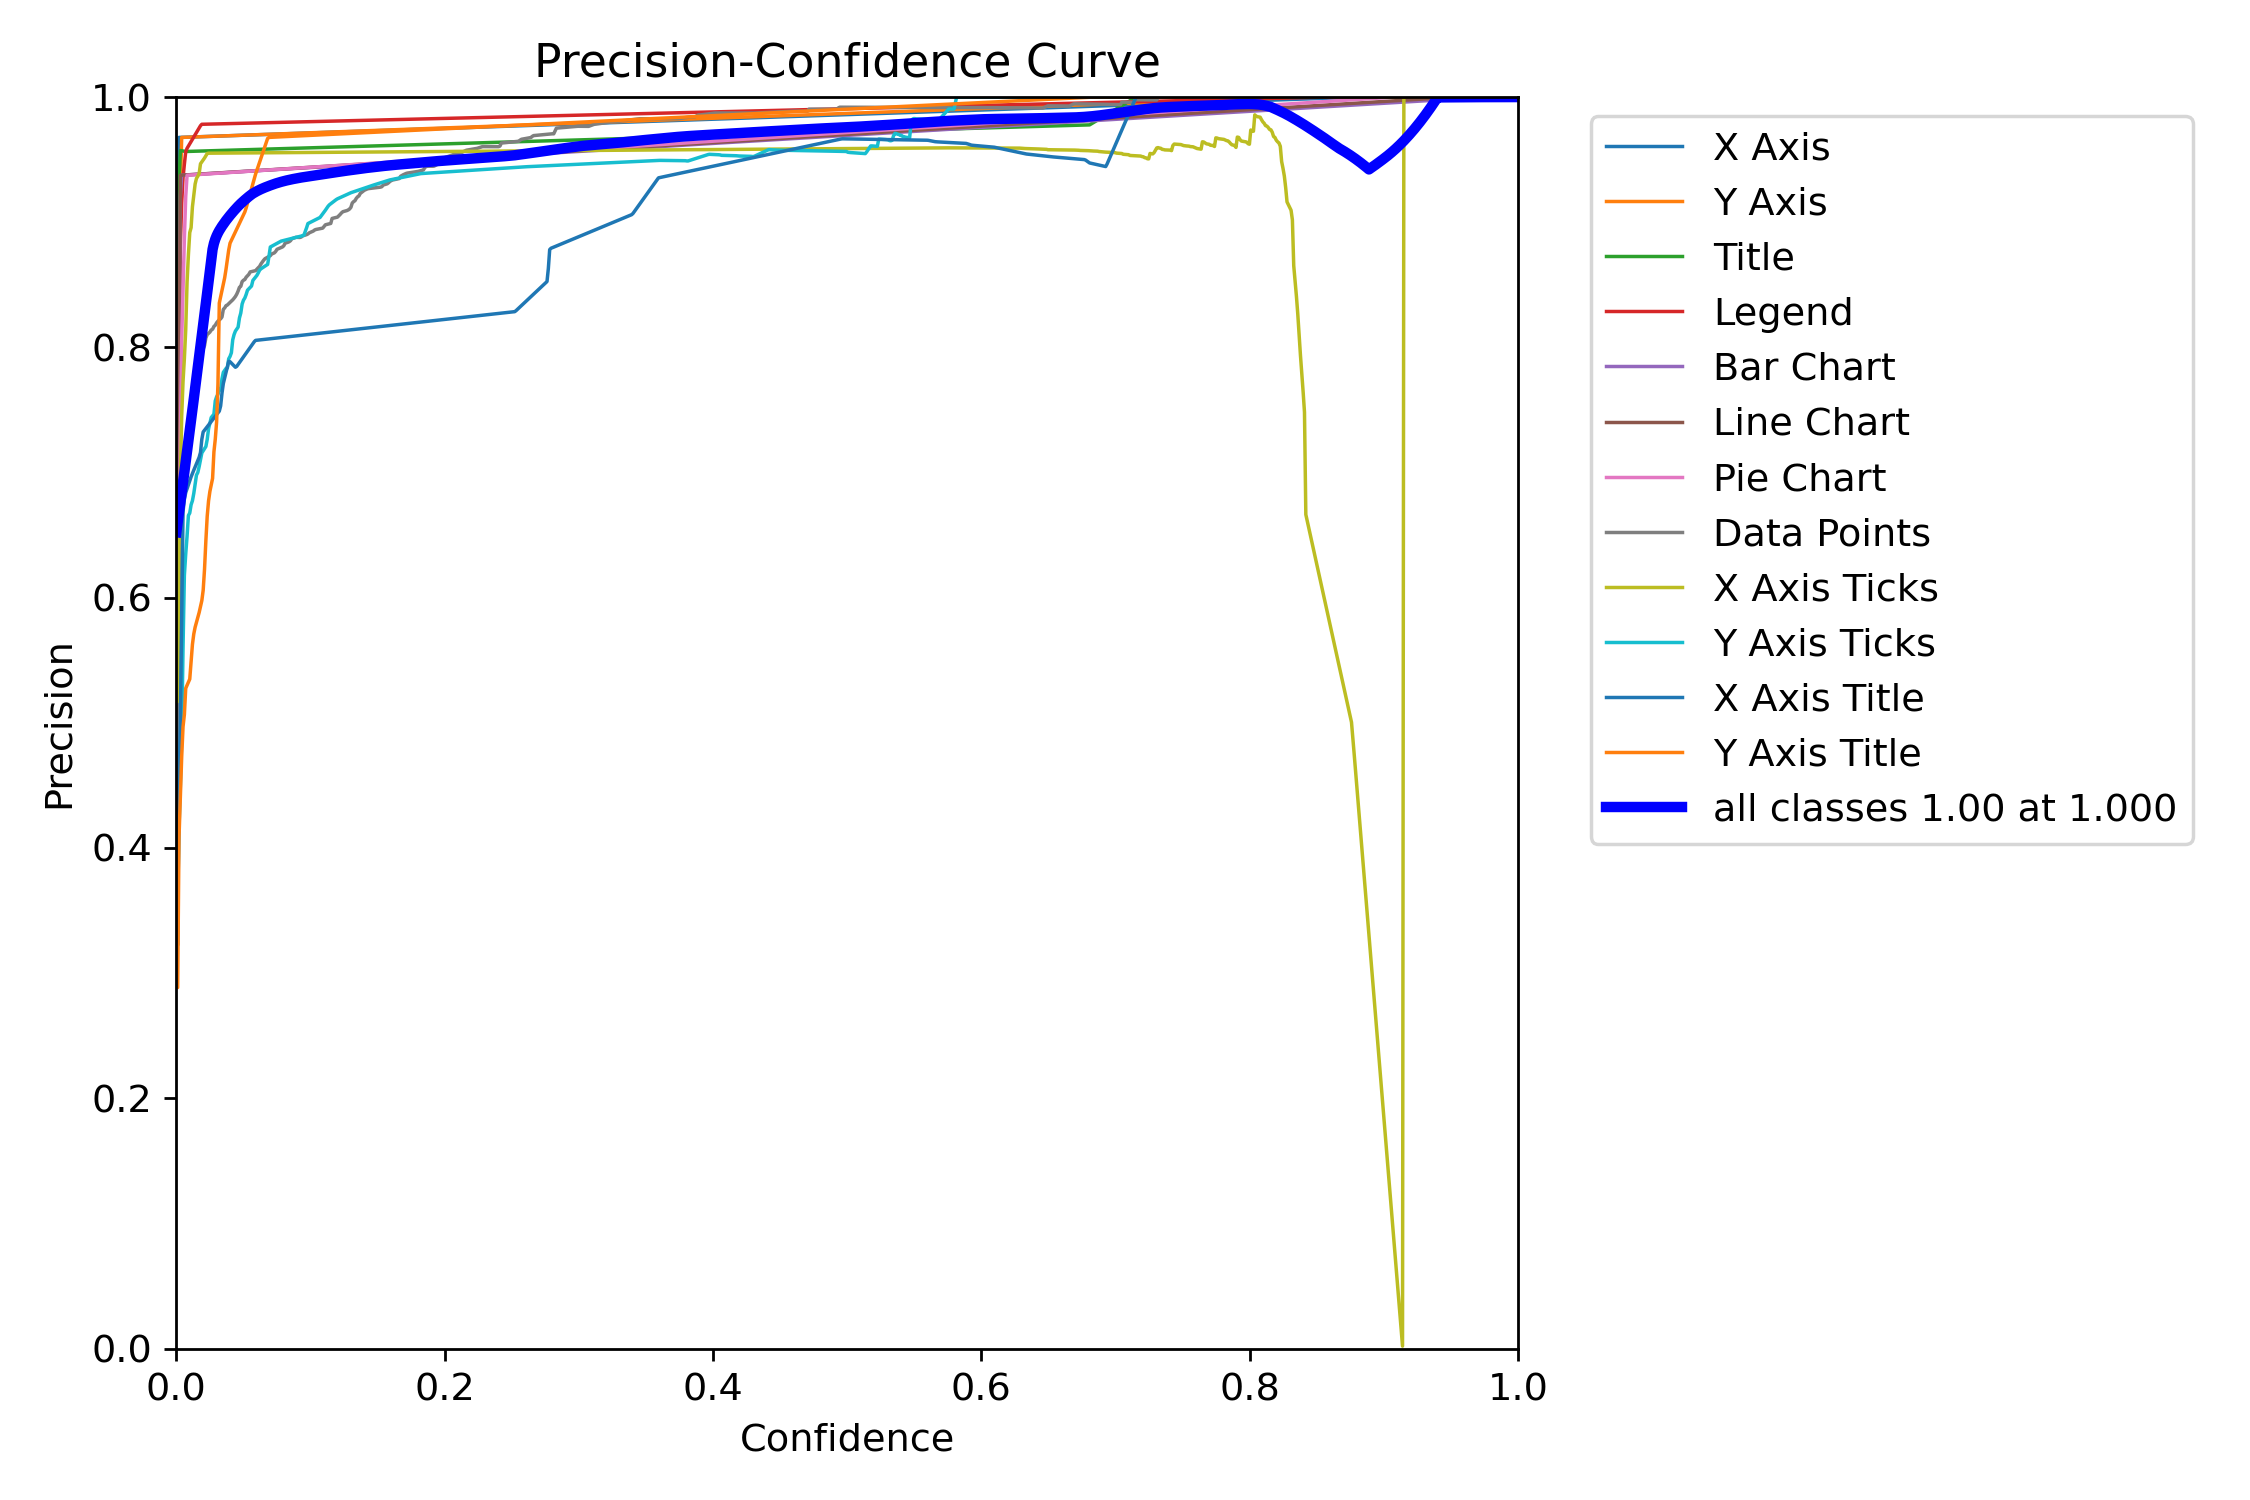 Precision-Confidence Curve
1.0
0.8
0.6
0.4
0.2
0.0
Precision
0.0 0.2 0.4 0.6 0.8 1.0
Confidence
X Axis
Y Axis
Title
Legend
Bar Chart
Line Chart
Pie Chart
Data Points
X Axis Ticks
Y Axis Ticks
X Axis Title
Y Axis Title
all classes 1.00 at 1.000